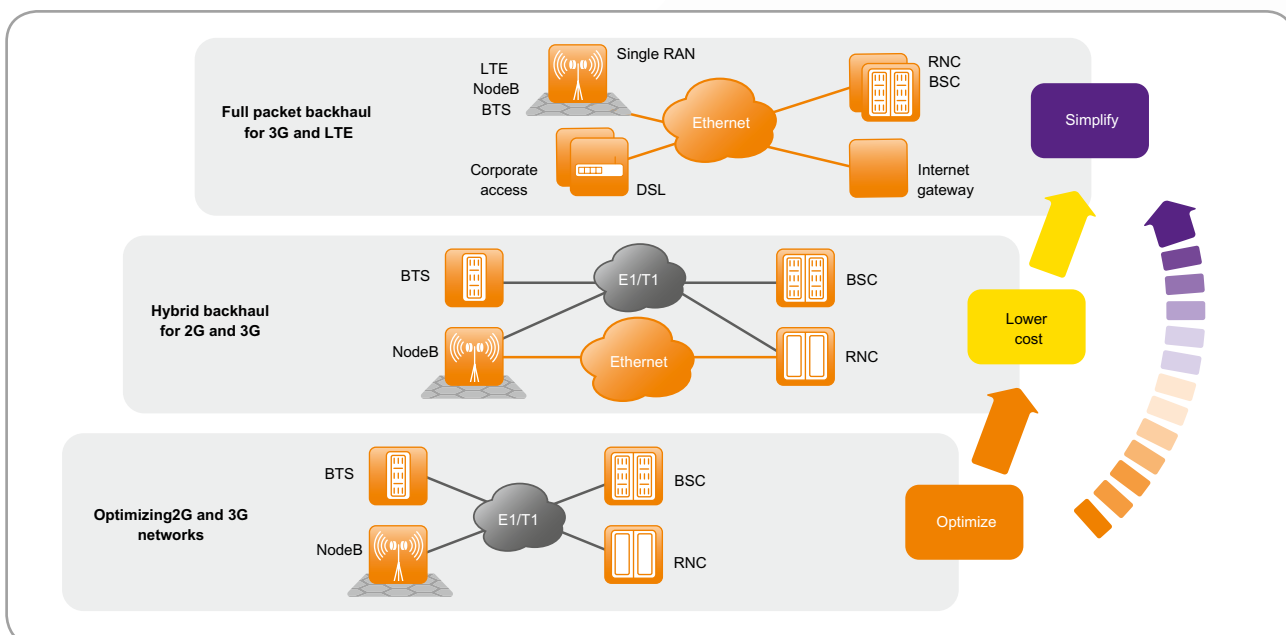 Single RAN
LTE
NodeB
BTS
RNC
BSC
Full packet backhaul
for 3G and LTE
Ethernet
Simplify
Corporate
access
DSL
Internet
gateway
BTS
E1/T1
BSC
Hybrid backhaul
for 2G and 3G
Lower
cost
NodeB
Ethernet
RNC
BTS
BSC
Optimizing2G and 3G
networks
E1/T1
Optimize
NodeB
RNC